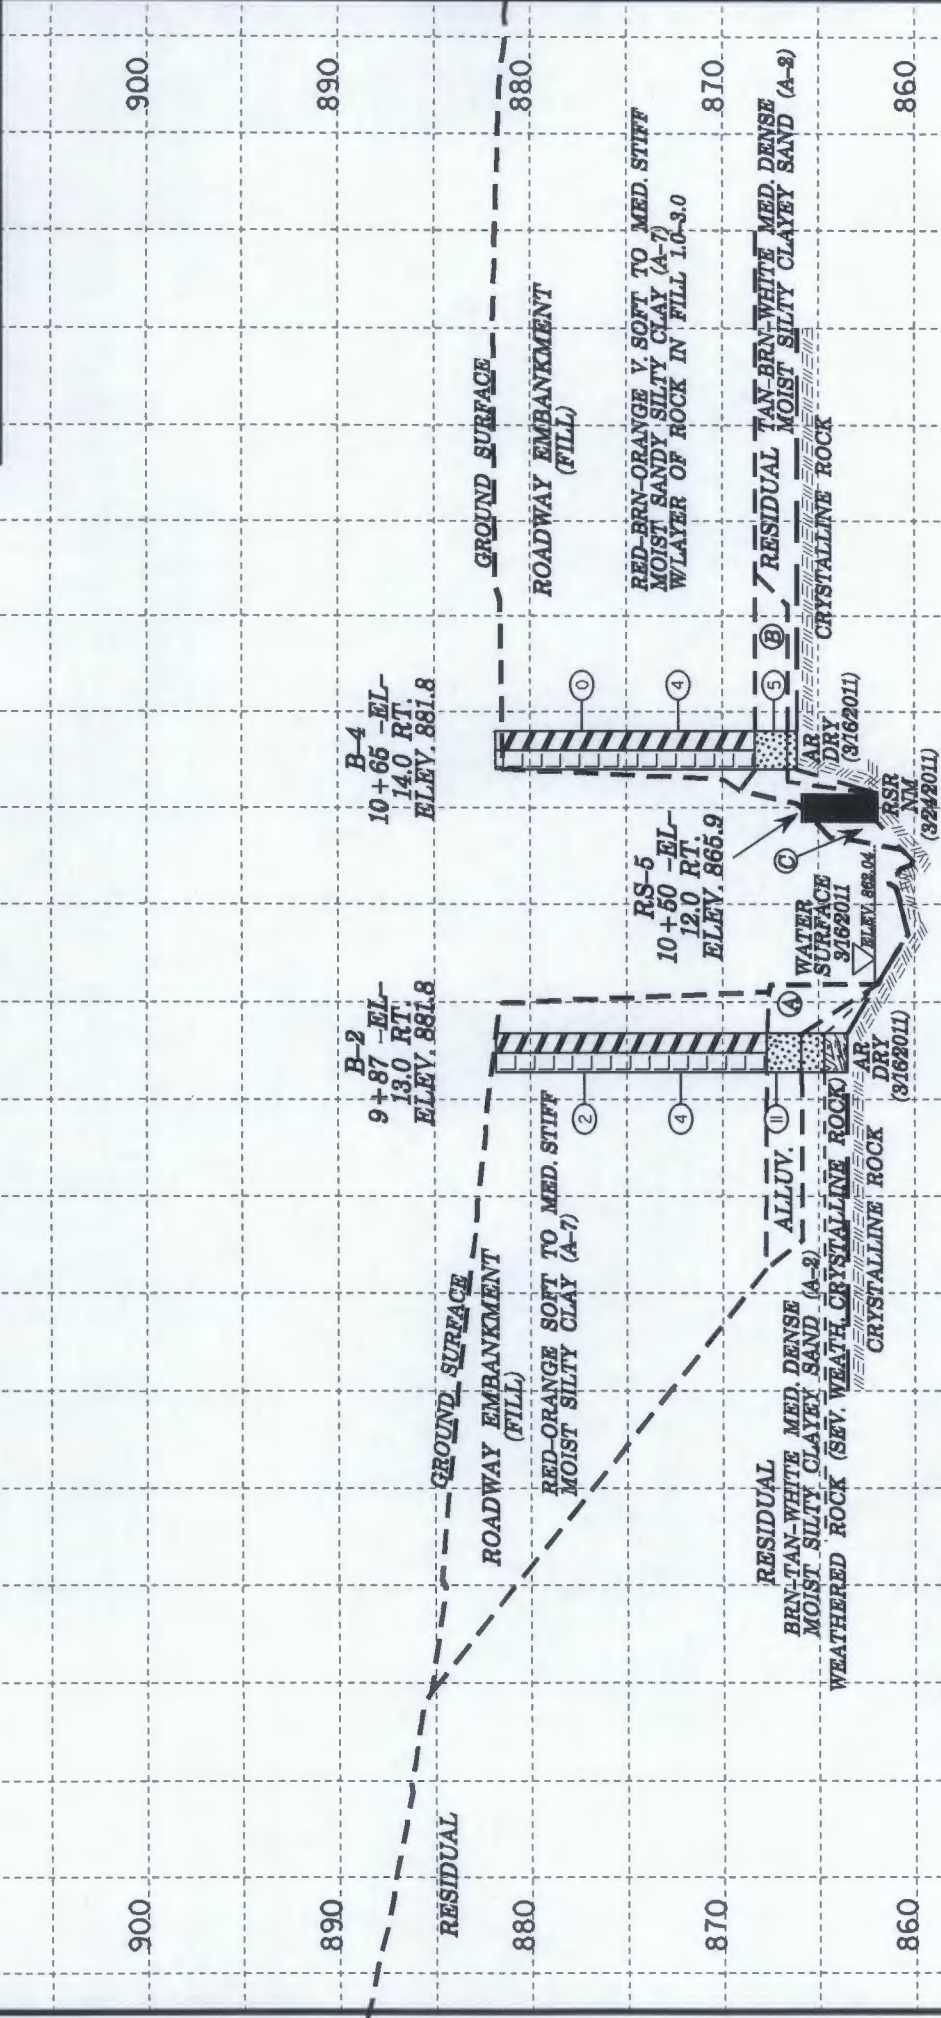 900
890
880
870
860
B-2
9+87 -EL-
13.0 RT.
ELEV. 881.8
B-4
10+65 -EL-
14.0 RT.
ELEV. 881.8
RESIDUAL
GROUND SURFACE
ROADWAY EMBANKMENT
(FILL)
RED-ORANGE SOFT TO MED. STIFF
MOIST SILTY CLAY (A-7)
2
4
11
ALLUV.
RESIDUAL
BRN-TAN-WHITE MED. DENSE
MOIST SILTY CLAYEY SAND (A-2)
WEATHERED ROCK (SEV. WEATH. CRYSTALLINE ROCK)
CRYSTALLINE ROCK
AR
DRY
(3/16/2011)
A
WATER
SURFACE
3/16/2011
ELEV. 862.04
RS-5
10+50 -EL-
12.0 RT.
ELEV. 865.9
C
RSR
NM
(3/24/2011)
AR
DRY
(3/16/2011)
0
4
5
B
GROUND SURFACE
ROADWAY EMBANKMENT
(FILL)
RED-BRN-ORANGE V. SOFT TO MED. STIFF
MOIST SANDY SILTY CLAY (A-7)
W/LAYER OF ROCK IN FILL 1.0-3.0
RESIDUAL TAN-BRN-WHITE MED. DENSE
MOIST SILTY CLAYEY SAND (A-2)
CRYSTALLINE ROCK
900
890
880
870
860